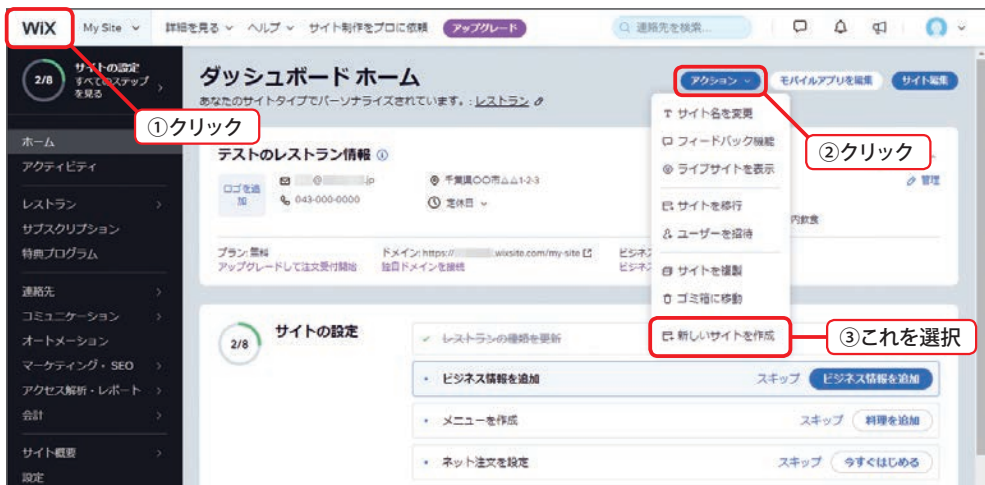 WiX My Site 詳細を見る ヘルプ サイト制作をプロに依頼 アップグレード 連絡先を検索...
2/8 サイトの設定
すべてのステップ
を見る
ダッシュボード ホーム
アクション モバイルアプリを編集 サイト編集
あなたのサイトタイプでパーソナライズされています。: レストラン
①クリック
ホーム
アクティビティ
レストラン
サブスクリプション
特典プログラム
連絡先
コミュニケーション
オートメーション
マーケティング・SEO
アクセス解析・レポート
会計
サイト概要
設定
テストのレストラン情報
ロゴを追
加
@ .jp
043-000-0000
千葉県〇〇市△△1-2-3
定休日
管理
内飲食
プラン: 無料
アップグレードして注文受付開始
ドメイン: https:// .wixsite.com/my-site
独自ドメインを接続
ビジネス
ビジネス
サイト名を変更
フィードバック機能
ライブサイトを表示
サイトを移行
ユーザーを招待
サイトを複製
ゴミ箱に移動
新しいサイトを作成
②クリック
③これを選択
2/8 サイトの設定
レストランの種類を更新
ビジネス情報を追加 スキップ ビジネス情報を追加
メニューを作成 スキップ 料理を追加
ネット注文を設定 スキップ 今すぐはじめる